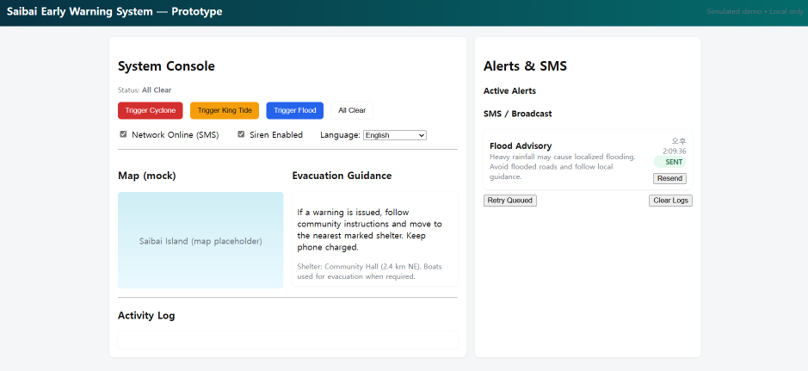 Saibai Early Warning System — Prototype
Simulated demo • Local only
System Console
Status: All Clear
Trigger Cyclone
Trigger King Tide
Trigger Flood
All Clear
Network Online (SMS)
Siren Enabled
Language: English
Map (mock)
Saibai Island (map placeholder)
Evacuation Guidance
If a warning is issued, follow
community instructions and move to
the nearest marked shelter. Keep
phone charged.
Shelter: Community Hall (2.4 km NE). Boats
used for evacuation when required.
Activity Log
Alerts & SMS
Active Alerts
SMS / Broadcast
Flood Advisory
Heavy rainfall may cause localized flooding.
Avoid flooded roads and follow local
guidance.
오후
2:09:36
SENT
Resend
Retry Queued
Clear Logs